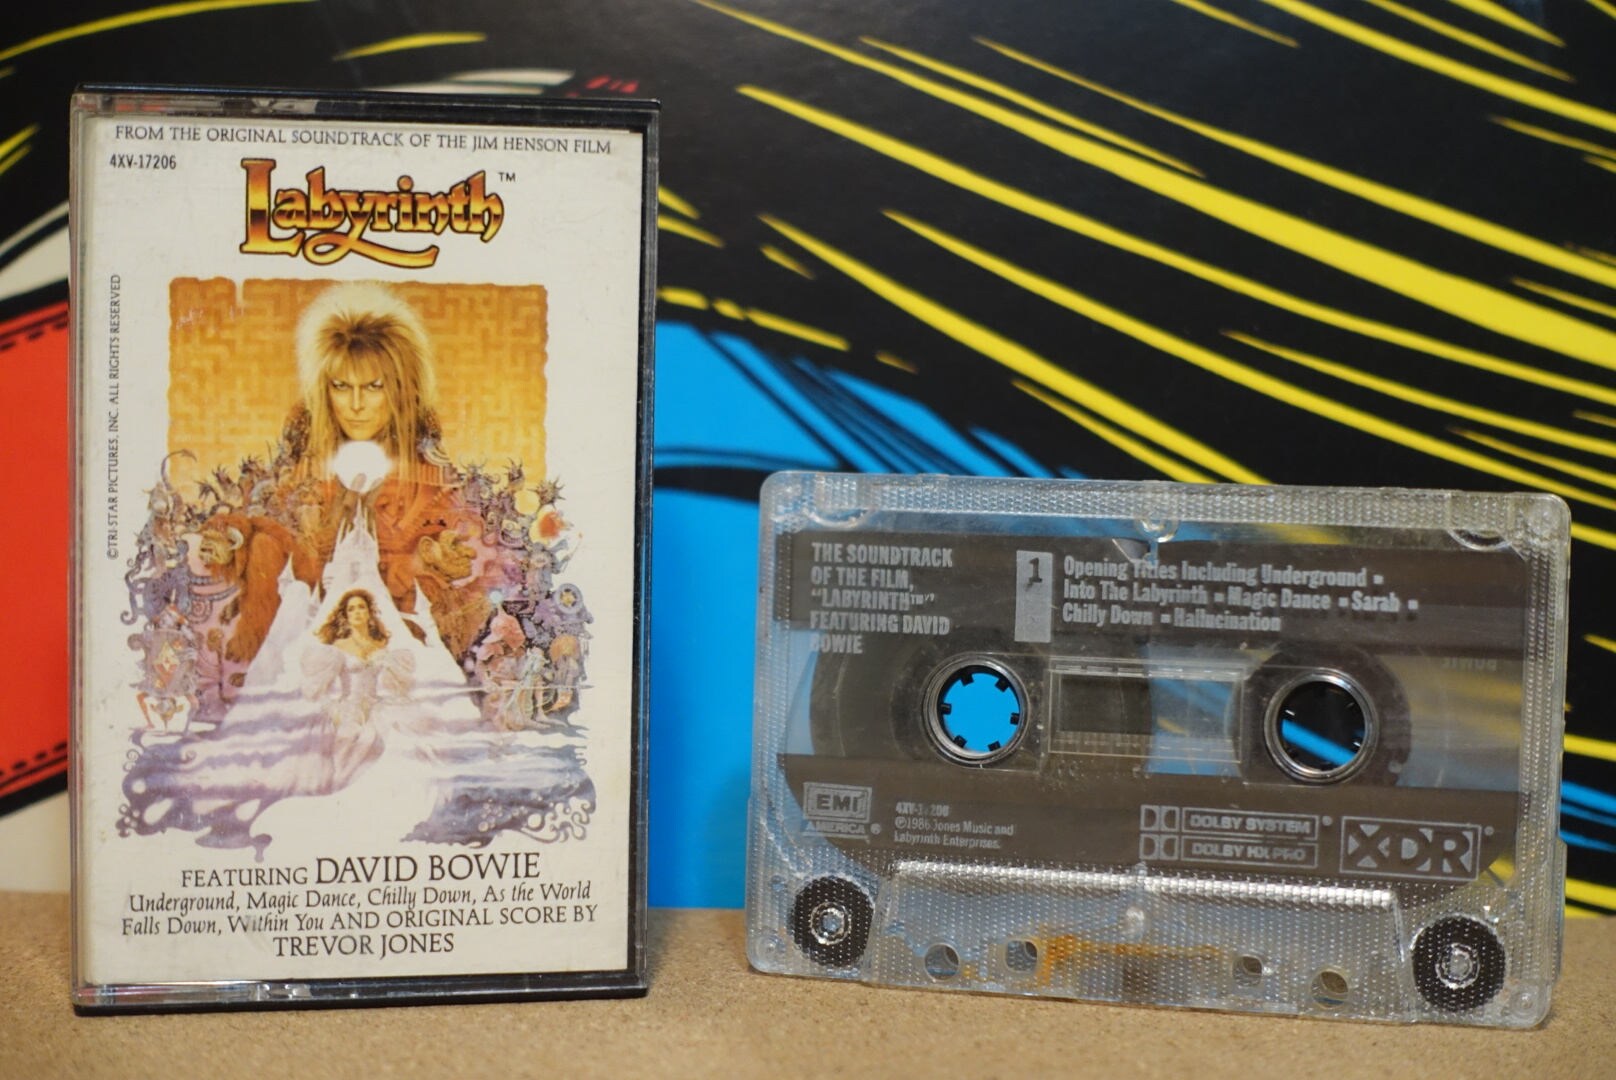 FROM THE ORIGINAL SOUNDTRACK OF THE JIM HENSON FILM
4XV-17206
Labyrinth™
©TRI-STAR PICTURES, INC. ALL RIGHTS RESERVED
FEATURING DAVID BOWIE
Underground, Magic Dance, Chilly Down, As the World
Falls Down, Within You AND ORIGINAL SCORE BY
TREVOR JONES
THE SOUNDTRACK
OF THE FILM,
"LABYRINTH™"
FEATURING DAVID
BOWIE
1
Opening Titles Including Underground ▪
Into The Labyrinth ▪ Magic Dance ▪ Sarah ▪
Chilly Down ▪ Hallucination
EMI
AMERICA®
4XV-17206
℗1986 Jones Music and
Labyrinth Enterprises.
DOLBY SYSTEM®
DOLBY HX PRO
XDR®